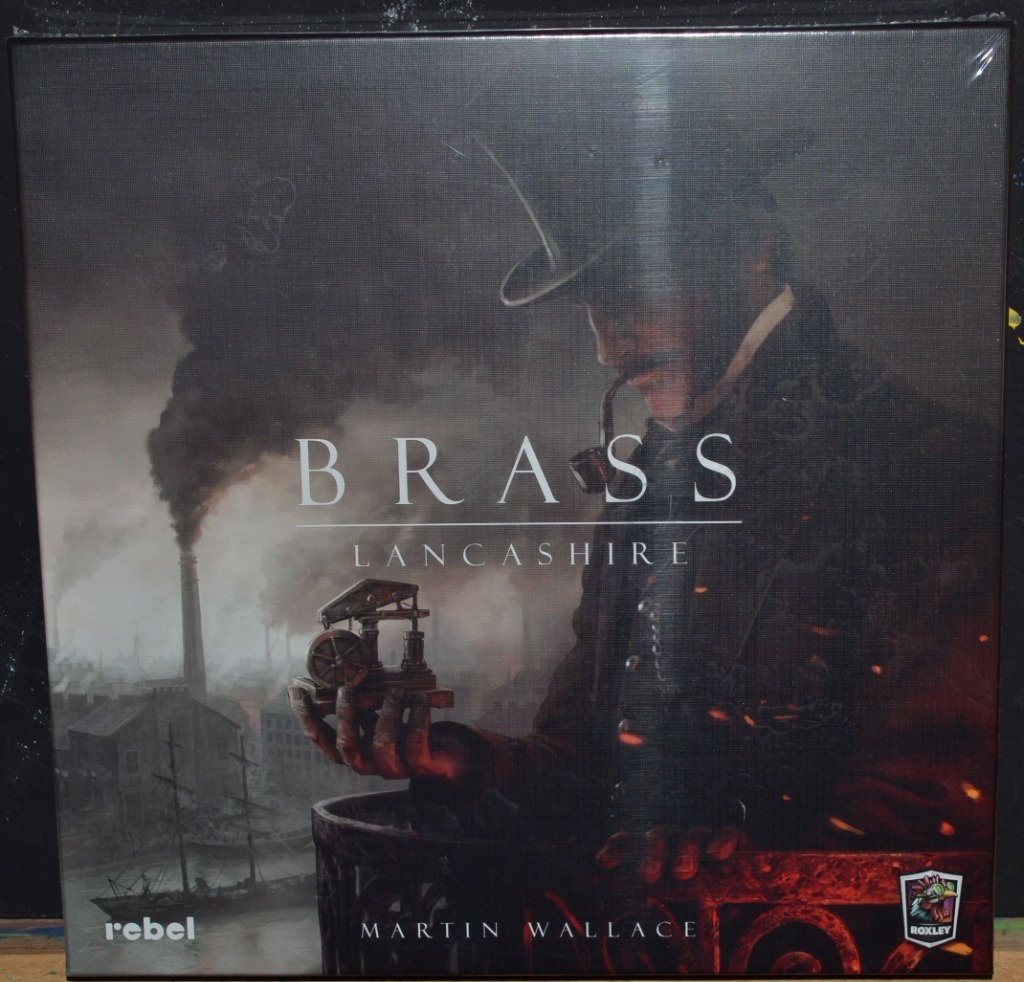 BRASS
LANCASHIRE
rebel
MARTIN WALLACE
ROXLEY